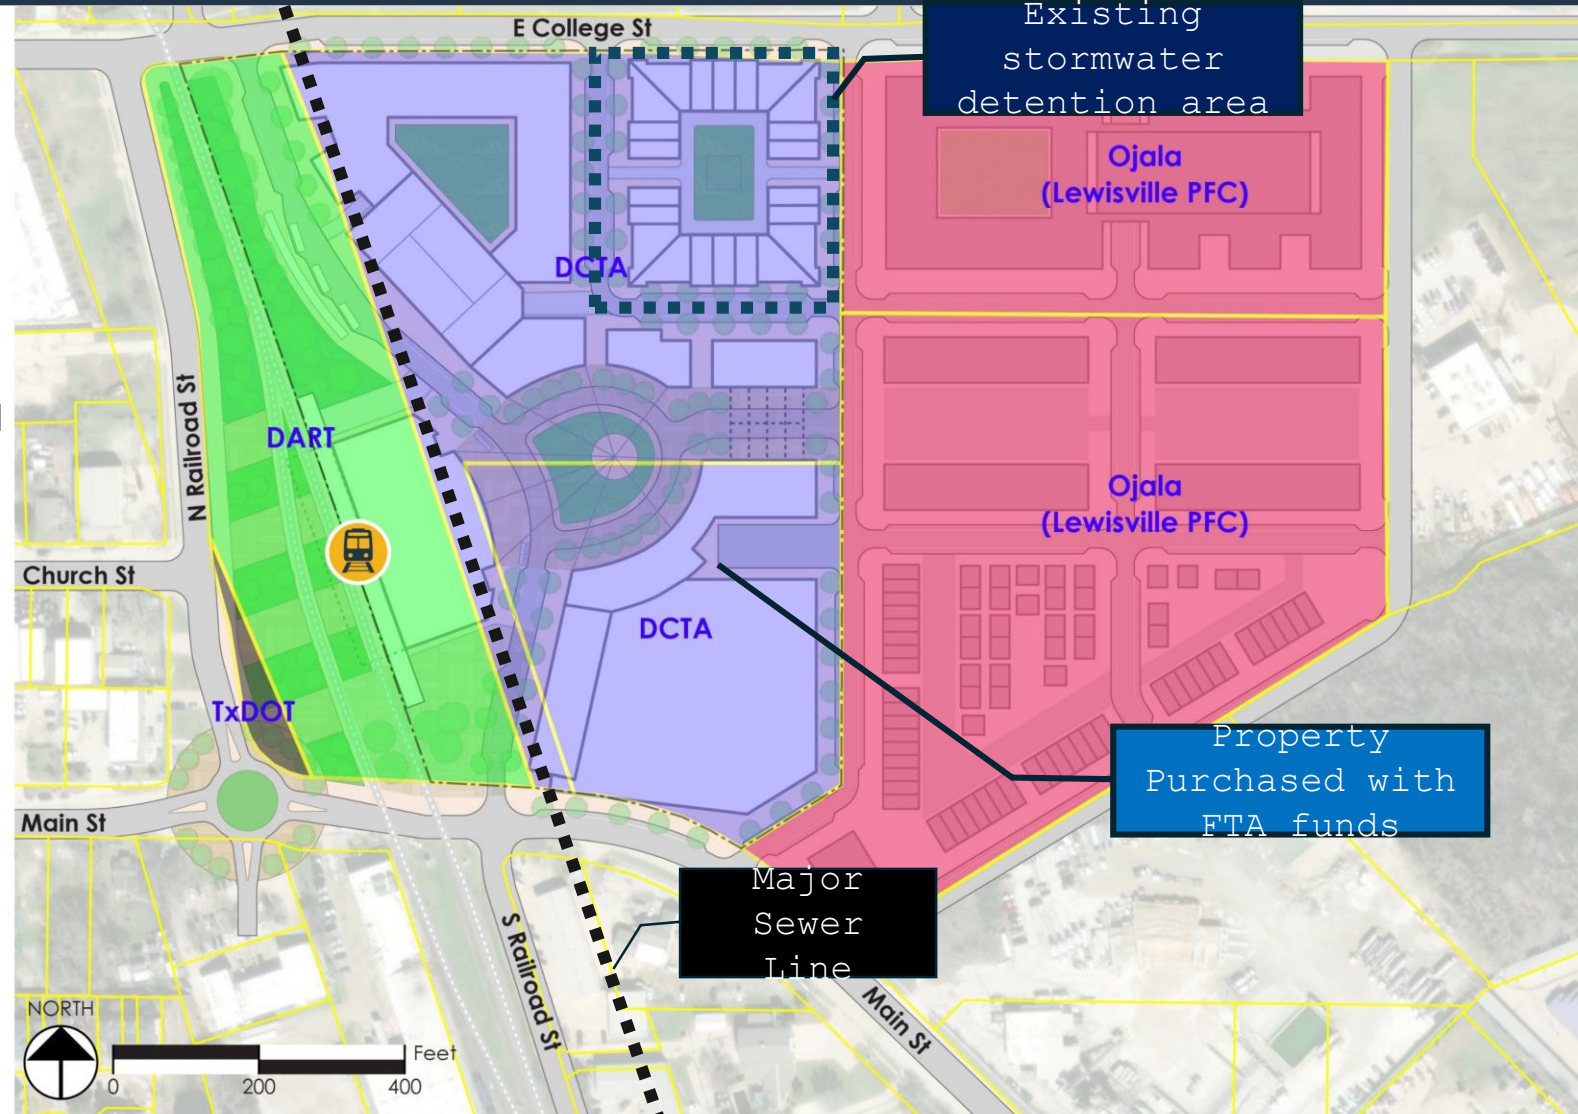 E College St
Existing
stormwater
detention area
Ojala
(Lewisville PFC)
DCTA
N Railroad St
DART
Ojala
(Lewisville PFC)
Church St
DCTA
TxDOT
Property
Purchased with
FTA funds
Main St
Major
Sewer
Line
S Railroad St
Main St
NORTH
Feet
0
200
400